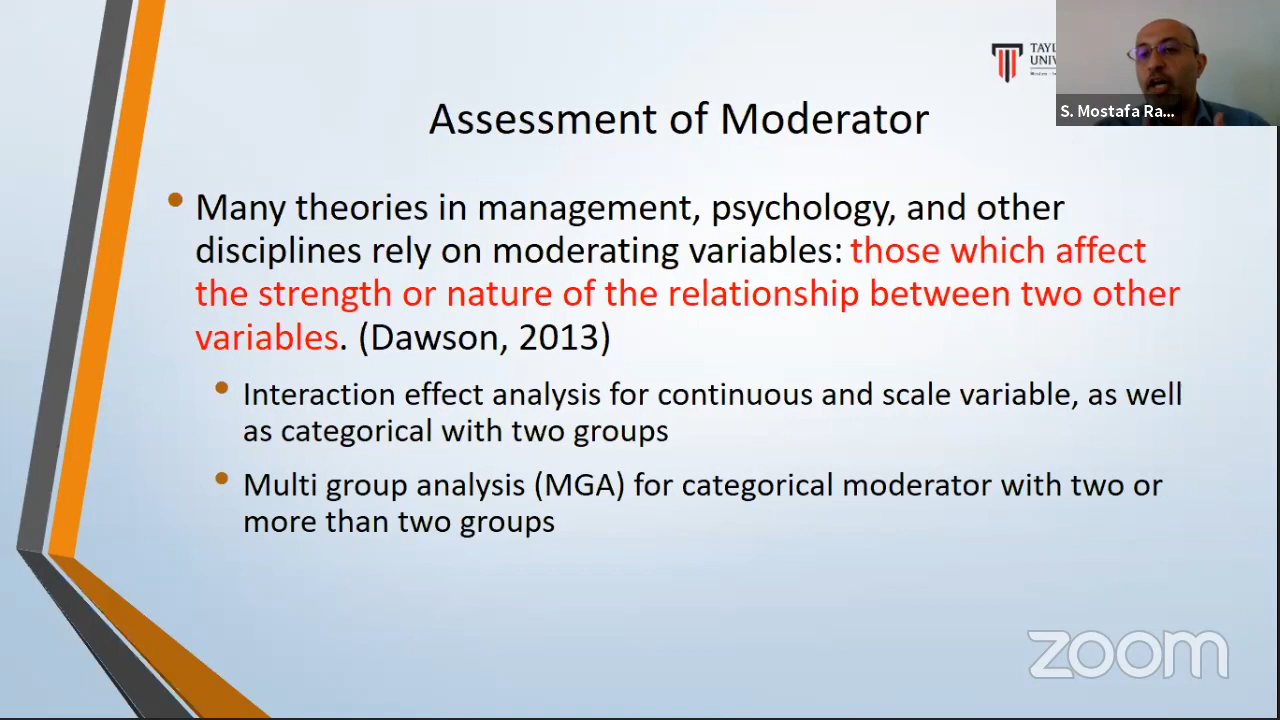 TAYL
UNIV
S. Mostafa Ra...
Assessment of Moderator
Many theories in management, psychology, and other
disciplines rely on moderating variables: those which affect
the strength or nature of the relationship between two other
variables. (Dawson, 2013)
Interaction effect analysis for continuous and scale variable, as well
as categorical with two groups
Multi group analysis (MGA) for categorical moderator with two or
more than two groups
zoom